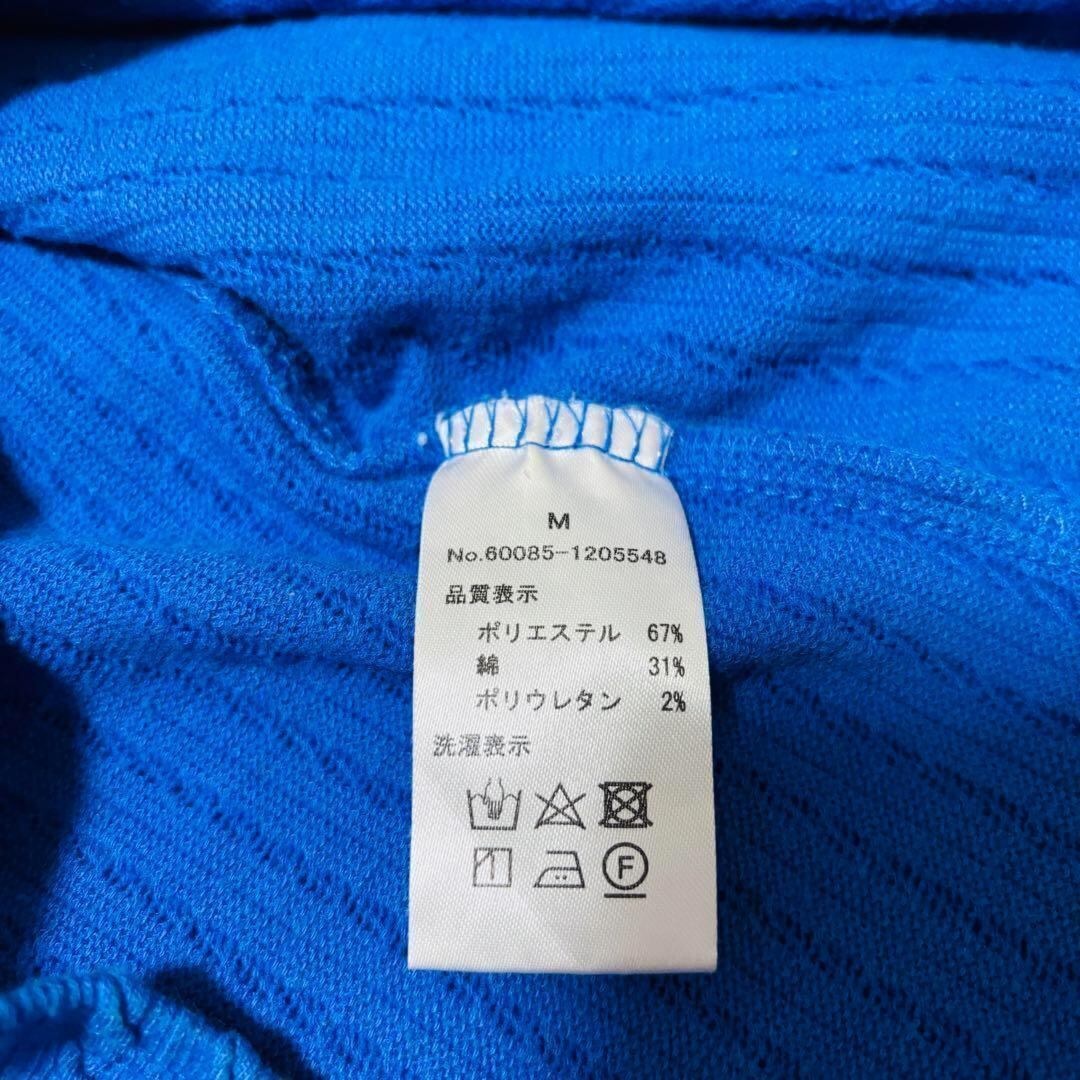 M
No.60085-1205548
品質表示
ポリエステル 67%
綿 31%
ポリウレタン 2%
洗濯表示
F